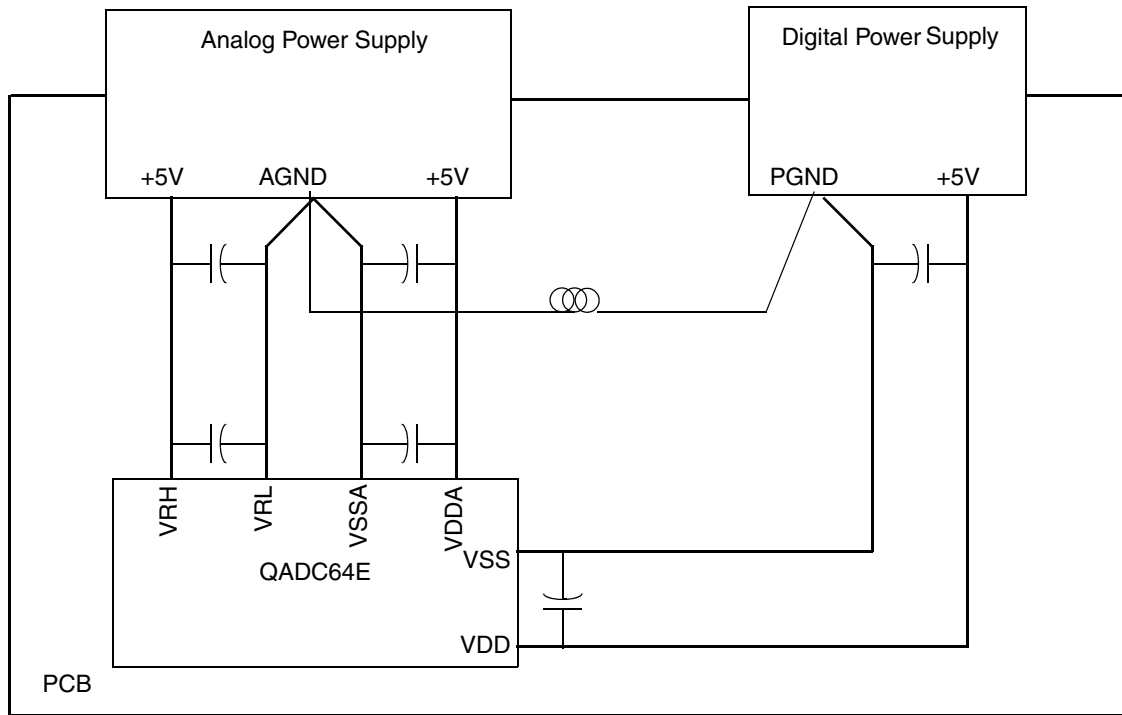 Analog Power Supply
Digital Power Supply
+5V
AGND
+5V
PGND
+5V
VRH
VRL
VSSA
VDDA
VSS
QADC64E
VDD
PCB